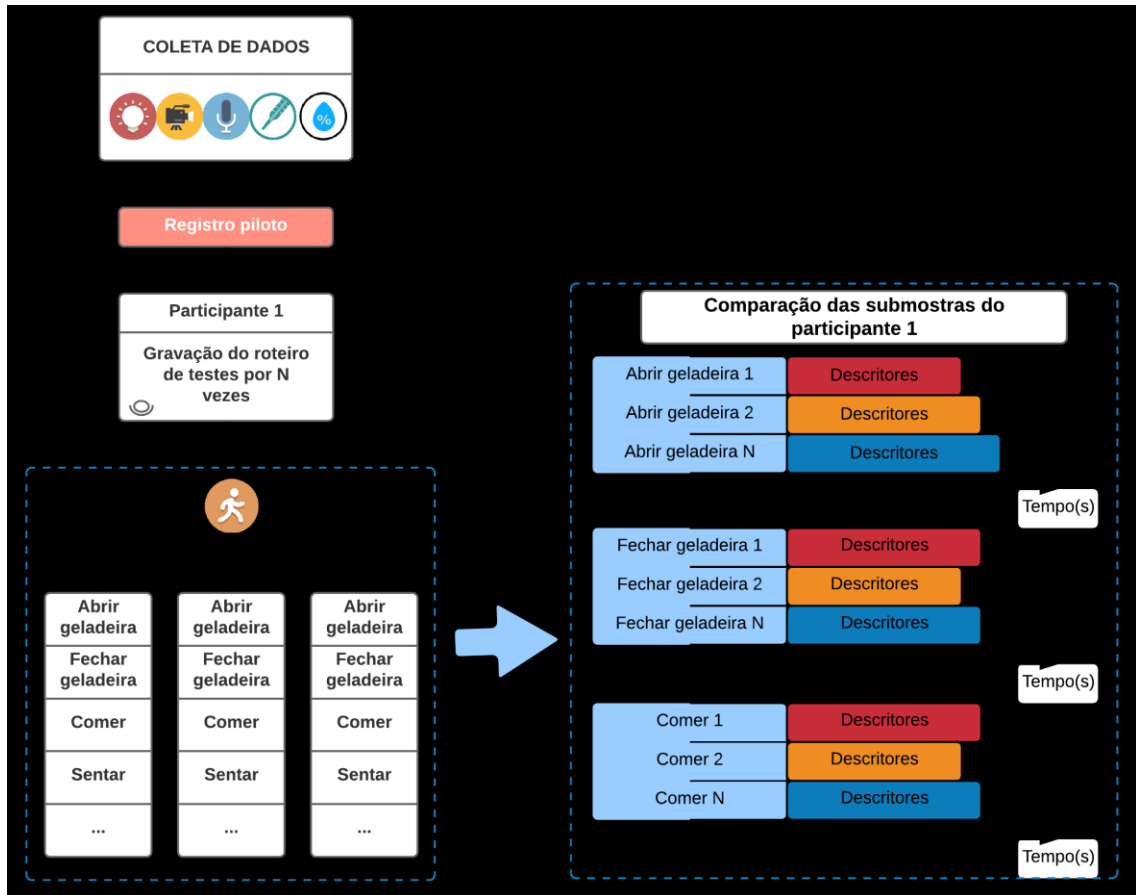 COLETA DE DADOS
%
Registro piloto
Participante 1
Gravação do roteiro
de testes por N
vezes
Abrir
geladeira
Fechar
geladeira
Comer
Sentar
...
Abrir
geladeira
Fechar
geladeira
Comer
Sentar
...
Abrir
geladeira
Fechar
geladeira
Comer
Sentar
...
Comparação das submostras do
participante 1
Abrir geladeira 1 Descritores
Abrir geladeira 2 Descritores
Abrir geladeira N Descritores
Tempo(s)
Fechar geladeira 1 Descritores
Fechar geladeira 2 Descritores
Fechar geladeira N Descritores
Tempo(s)
Comer 1 Descritores
Comer 2 Descritores
Comer N Descritores
Tempo(s)